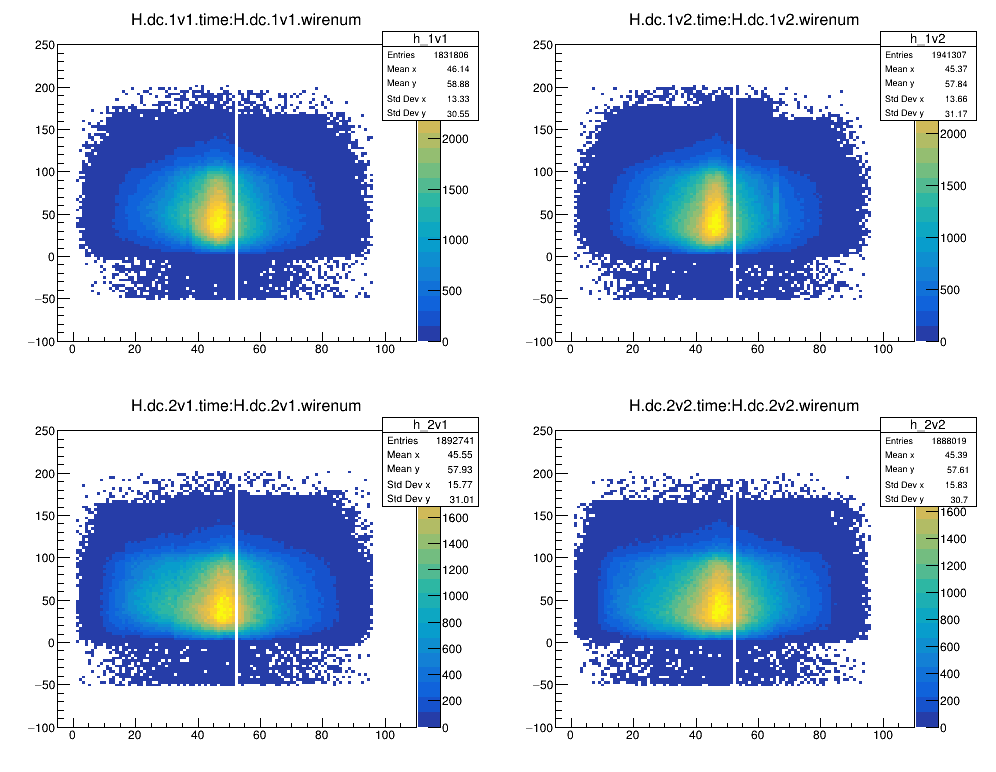 H.dc.1v1.time:H.dc.1v1.wirenum
h_1v1
Entries 1831806
Mean x 46.14
Mean y 58.88
Std Dev x 13.33
Std Dev y 30.55
250
200
150
100
50
0
−50
−100
0 20 40 60 80 100
2000
1500
1000
500
0
H.dc.1v2.time:H.dc.1v2.wirenum
h_1v2
Entries 1941307
Mean x 45.37
Mean y 57.84
Std Dev x 13.66
Std Dev y 31.17
250
200
150
100
50
0
−50
−100
0 20 40 60 80 100
2000
1500
1000
500
0
H.dc.2v1.time:H.dc.2v1.wirenum
h_2v1
Entries 1892741
Mean x 45.55
Mean y 57.93
Std Dev x 15.77
Std Dev y 31.01
250
200
150
100
50
0
−50
−100
0 20 40 60 80 100
1600
1400
1200
1000
800
600
400
200
0
H.dc.2v2.time:H.dc.2v2.wirenum
h_2v2
Entries 1888019
Mean x 45.39
Mean y 57.61
Std Dev x 15.83
Std Dev y 30.7
250
200
150
100
50
0
−50
−100
0 20 40 60 80 100
1600
1400
1200
1000
800
600
400
200
0